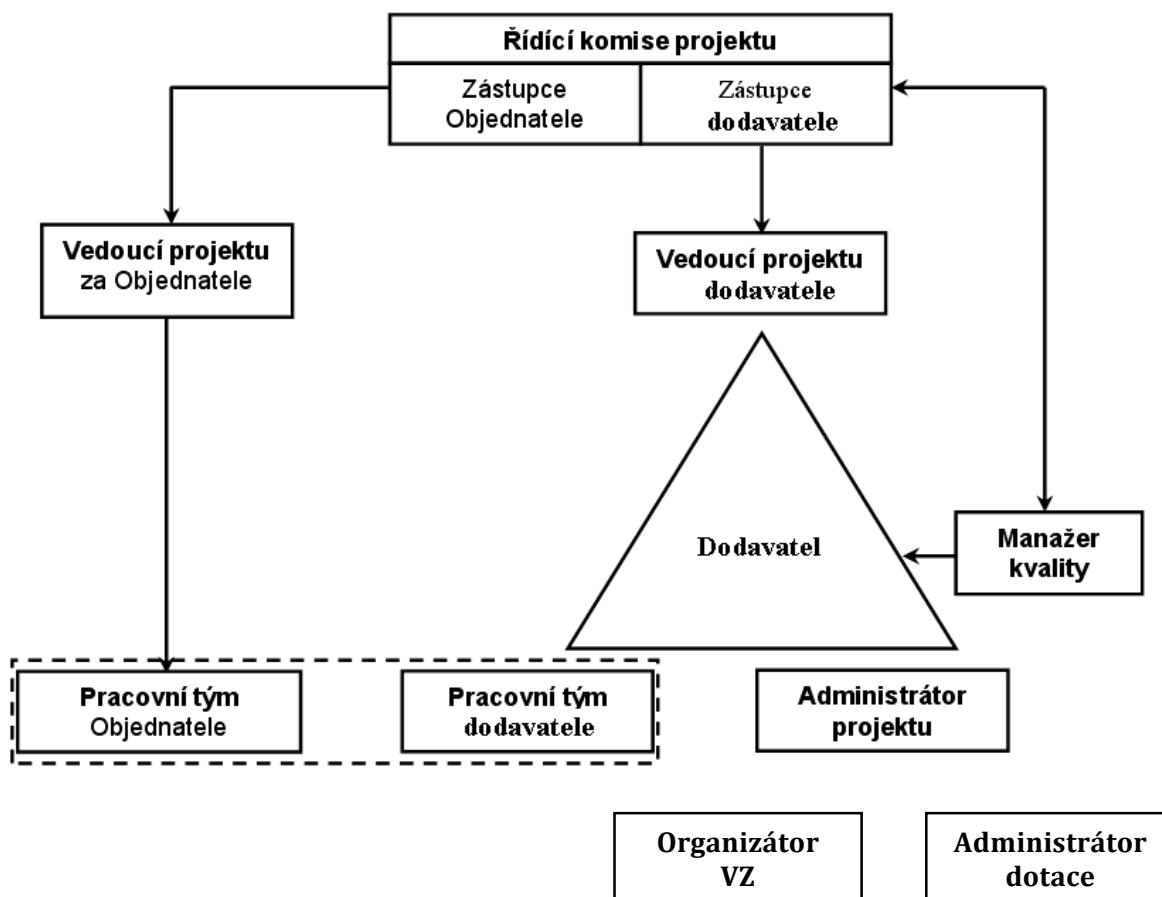 Řídící komise projektu
Zástupce
Objednatele
Zástupce
dodavatele
Vedoucí projektu
za Objednatele
Vedoucí projektu
dodavatele
Dodavatel
Manažer
kvality
Pracovní tým
Objednatele
Pracovní tým
dodavatele
Administrátor
projektu
Organizátor
VZ
Administrátor
dotace